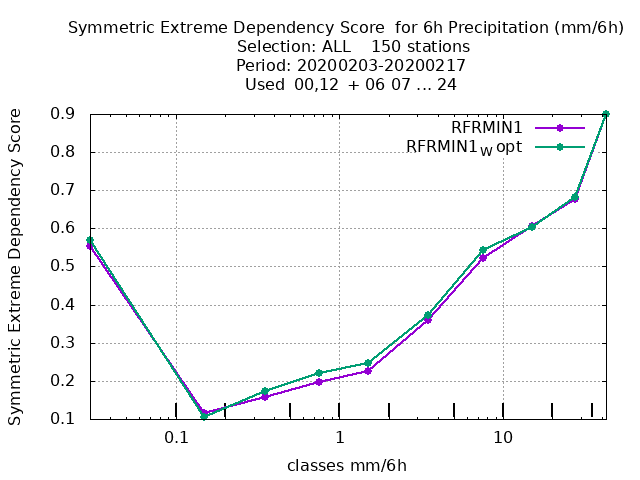 Symmetric Extreme Dependency Score  for 6h Precipitation (mm/6h)
Selection: ALL    150 stations
Period: 20200203-20200217
Used  00,12  + 06 07 ... 24
Symmetric Extreme Dependency Score
0.9
0.8
0.7
0.6
0.5
0.4
0.3
0.2
0.1
RFRMIN1
RFRMIN1W opt
0.1
1
10
classes mm/6h